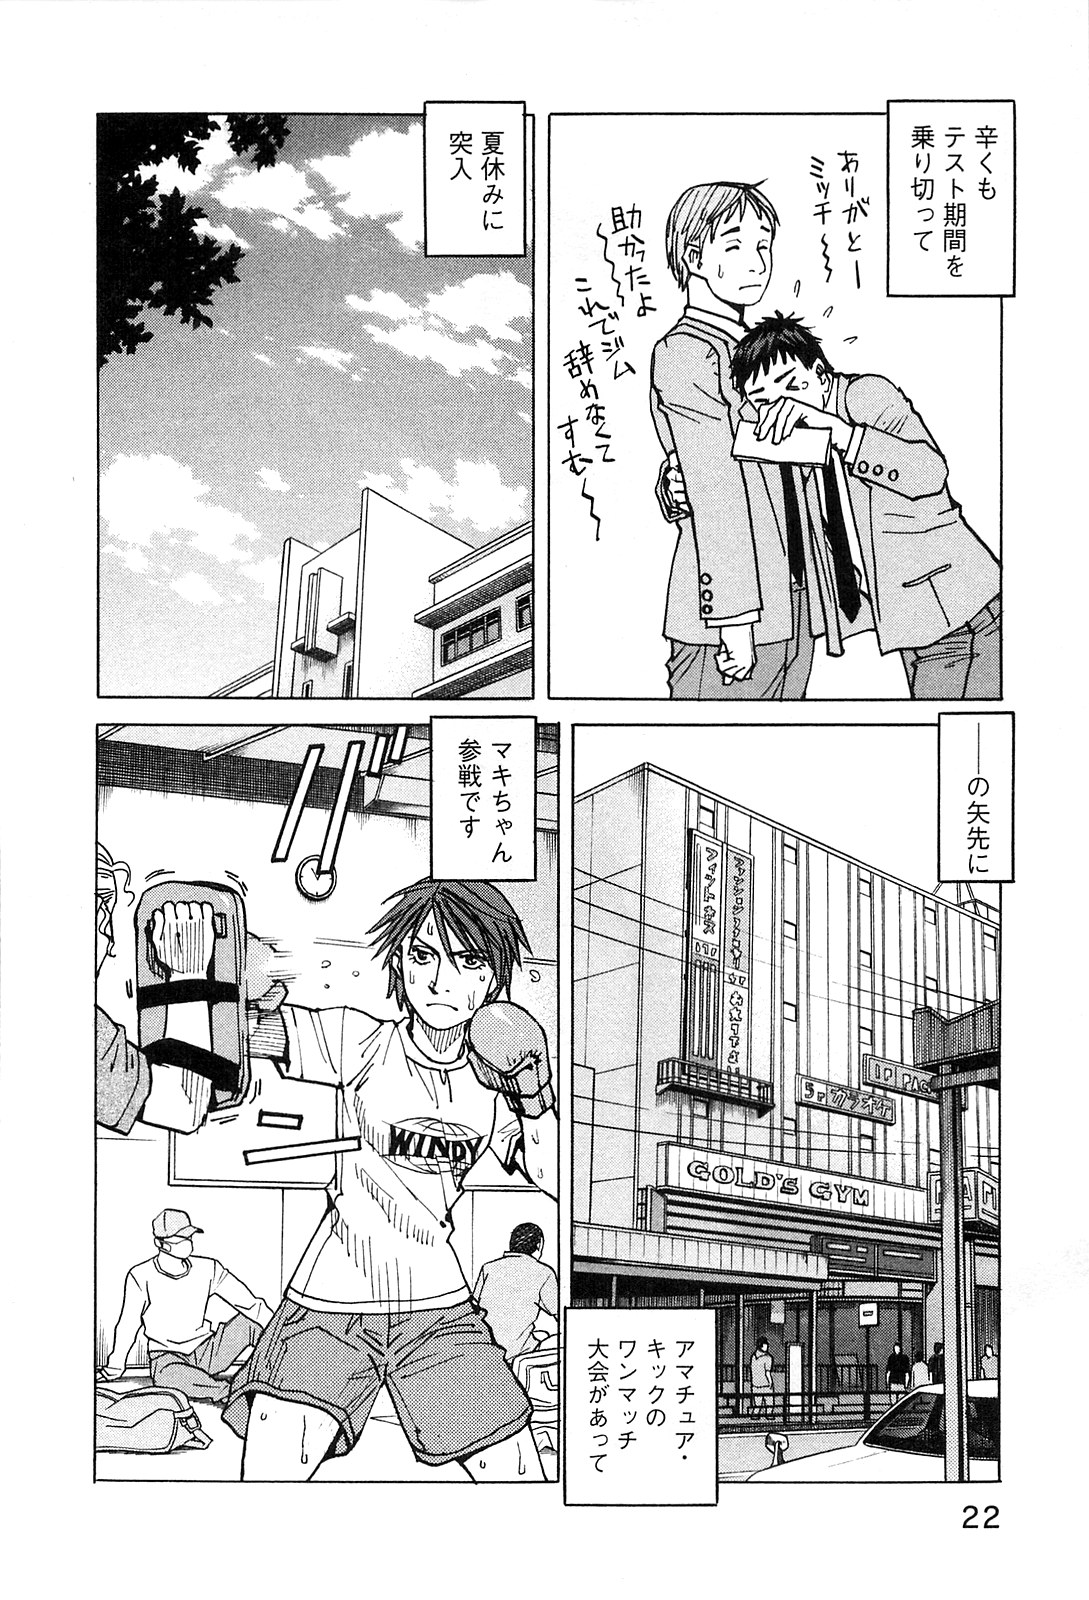 辛くも
テスト期間を
乗り切って
ありがとー
ミッチ〜
助かったよ
〜
これでジム
辞めなくて
すむ〜
夏休みに
突入
――の矢先に
GOLD'S GYM
5F カラオケ
アマチュア・
キックの
ワンマッチ
大会があって
マキちゃん
参戦です
WINDY
22